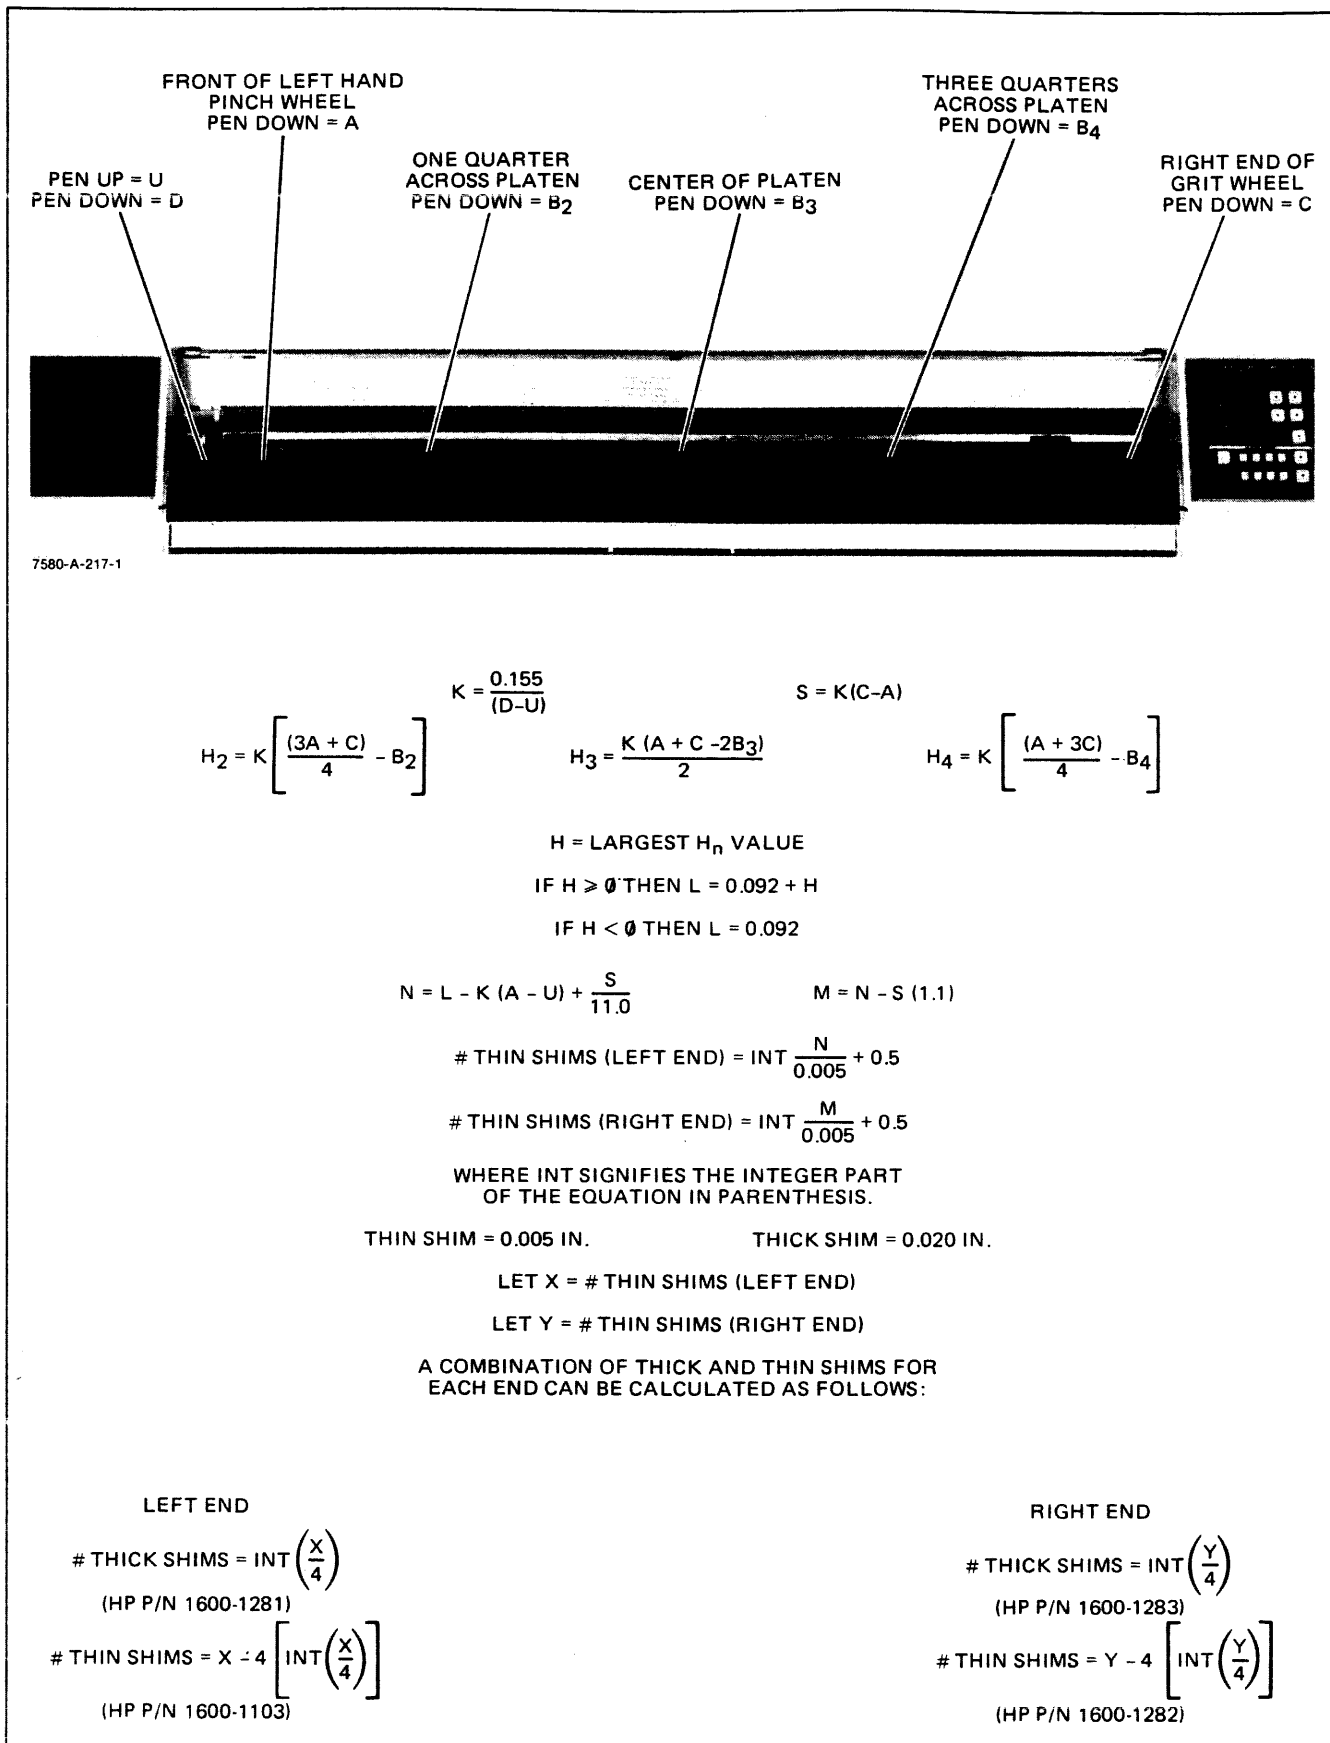 FRONT OF LEFT HAND
PINCH WHEEL
PEN DOWN = A
THREE QUARTERS
ACROSS PLATEN
PEN DOWN = B4
PEN UP = U
PEN DOWN = D
ONE QUARTER
ACROSS PLATEN
PEN DOWN = B2
CENTER OF PLATEN
PEN DOWN = B3
RIGHT END OF
GRIT WHEEL
PEN DOWN = C
7580-A-217-1
K = 0.155 / (D–U)
S = K(C–A)
H2 = K [ (3A + C) / 4 – B2 ]
H3 = K (A + C –2B3) / 2
H4 = K [ (A + 3C) / 4 – B4 ]
H = LARGEST Hn VALUE
IF H ⩾ 0 THEN L = 0.092 + H
IF H < 0 THEN L = 0.092
N = L – K (A – U) + S / 11.0
M = N – S (1.1)
# THIN SHIMS (LEFT END) = INT N / 0.005 + 0.5
# THIN SHIMS (RIGHT END) = INT M / 0.005 + 0.5
WHERE INT SIGNIFIES THE INTEGER PART
OF THE EQUATION IN PARENTHESIS.
THIN SHIM = 0.005 IN.
THICK SHIM = 0.020 IN.
LET X = # THIN SHIMS (LEFT END)
LET Y = # THIN SHIMS (RIGHT END)
A COMBINATION OF THICK AND THIN SHIMS FOR
EACH END CAN BE CALCULATED AS FOLLOWS:
LEFT END
# THICK SHIMS = INT (X / 4)
(HP P/N 1600-1281)
# THIN SHIMS = X – 4 [ INT (X / 4) ]
(HP P/N 1600-1103)
RIGHT END
# THICK SHIMS = INT (Y / 4)
(HP P/N 1600-1283)
# THIN SHIMS = Y – 4 [ INT (Y / 4) ]
(HP P/N 1600-1282)